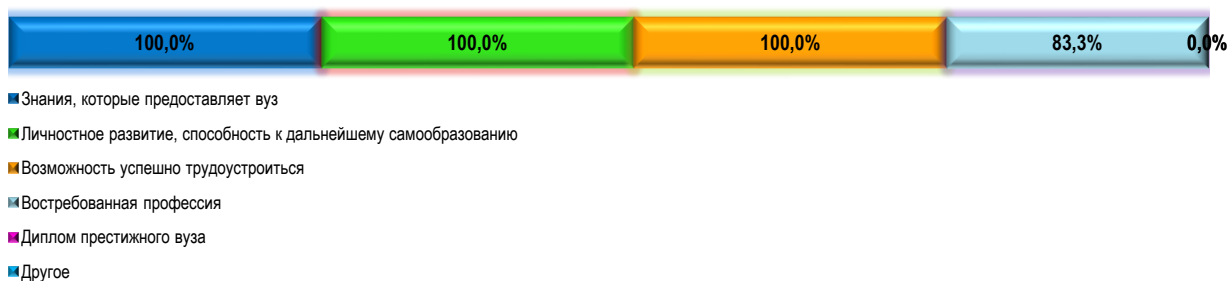 100,0% 100,0% 100,0% 83,3% 0,0%
Знания, которые предоставляет вуз
Личностное развитие, способность к дальнейшему самообразованию
Возможность успешно трудоустроиться
Востребованная профессия
Диплом престижного вуза
Другое